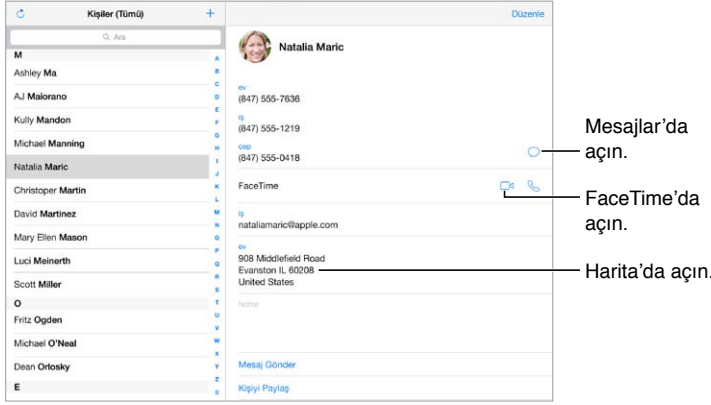 Kişiler (Tümü) +
Ara
M
Ashley Ma
AJ Maiorano
Kully Mandon
Michael Manning
Natalia Maric
Christoper Martin
David Martinez
Mary Ellen Mason
Luci Meinerth
Scott Miller
O
Fritz Ogden
Michael O'Neal
Dean Orlosky
E
A
B
C
D
E
F
G
H
I
J
K
L
M
N
O
P
Q
R
S
T
U
V
W
X
Y
Z
Düzenle
Natalia Maric
ev
(847) 555-7636
iş
(847) 555-1219
cep
(847) 555-0418
FaceTime
iş
nataliamaric@apple.com
ev
908 Middlefield Road
Evanston IL 60208
United States
Notlar
Mesaj Gönder
Kişiyi Paylaş
Mesajlar’da
açın.
FaceTime’da
açın.
Harita’da açın.